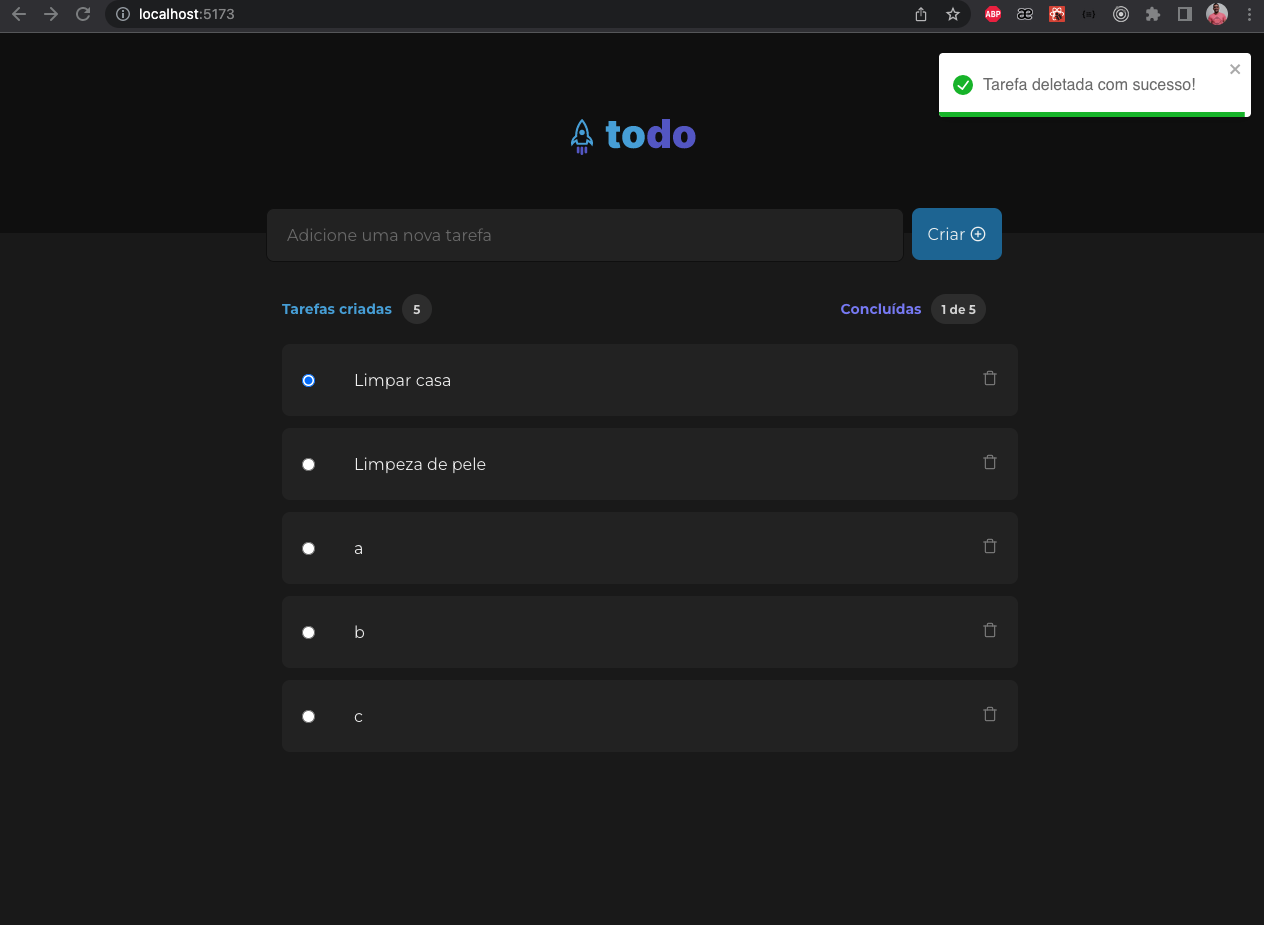 localhost:5173
ABP
æ
Tarefa deletada com sucesso!
todo
Adicione uma nova tarefa
Criar
Tarefas criadas 5
Concluídas 1 de 5
Limpar casa
Limpeza de pele
a
b
c